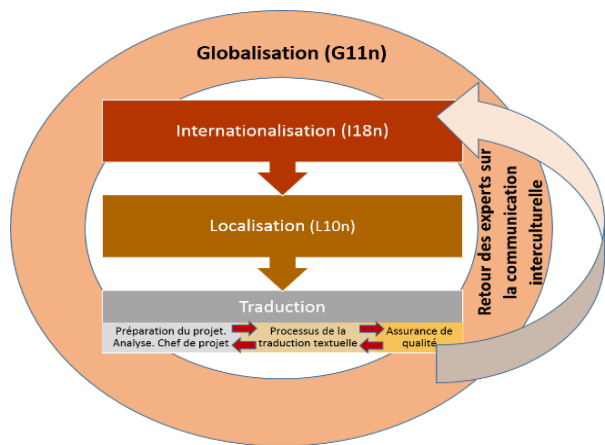 Globalisation (G11n)
Internationalisation (I18n)
Localisation (L10n)
Traduction
Préparation du projet.
Analyse. Chef de projet
Processus de la
traduction textuelle
Assurance de
qualité
Retour des experts sur
la communication
interculturelle